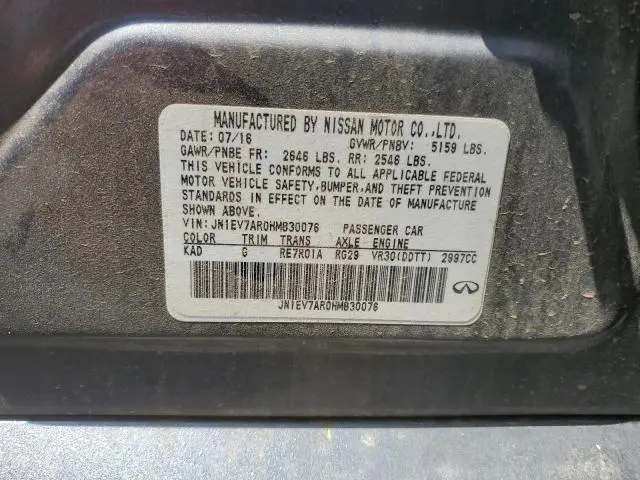 MANUFACTURED BY NISSAN MOTOR CO.,LTD.
DATE: 07/16 GVWR/PNBV: 5159 LBS.
GAWR/PNBE FR: 2646 LBS. RR: 2546 LBS.
THIS VEHICLE CONFORMS TO ALL APPLICABLE FEDERAL
MOTOR VEHICLE SAFETY,BUMPER,AND THEFT PREVENTION
STANDARDS IN EFFECT ON THE DATE OF MANUFACTURE
SHOWN ABOVE.
VIN: JN1EV7AR0HM830076 PASSENGER CAR
COLOR TRIM TRANS AXLE ENGINE
KAD G RE7R01A RG29 VR30(DDTT) 2997CC
JN1EV7AR0HM830076